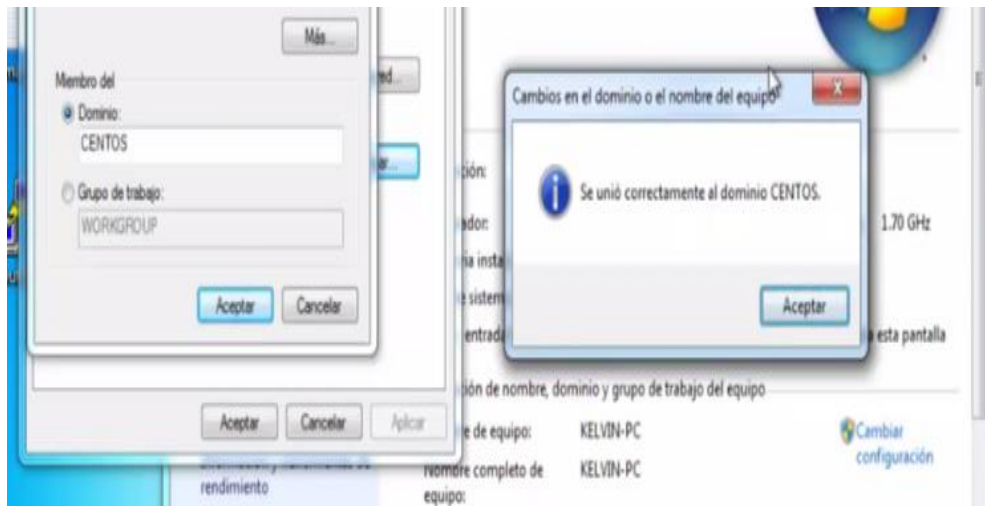 Más...
Miembro del
Dominio:
CENTOS
Grupo de trabajo:
WORKGROUP
Aceptar Cancelar
Aceptar Cancelar Aplicar
rendimiento
Cambios en el dominio o el nombre del equipo
Se unió correctamente al dominio CENTOS.
Aceptar
1.70 GHz
esta pantalla
de nombre, dominio y grupo de trabajo del equipo
de equipo: KELVIN-PC
Nombre completo de
equipo: KELVIN-PC
Cambiar
configuración